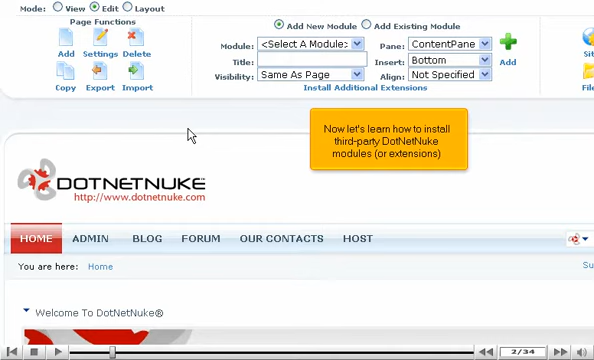 Mode: View Edit Layout
Page Functions
Add Settings Delete
Copy Export Import
Add New Module Add Existing Module
Module: <Select A Module> Pane: ContentPane
Title: Insert: Bottom Add
Visibility: Same As Page Align: Not Specified
Install Additional Extensions
Now let's learn how to install
third-party DotNetNuke
modules (or extensions)
DOTNETNUKE
http://www.dotnetnuke.com
HOME ADMIN BLOG FORUM OUR CONTACTS HOST
You are here: Home
Welcome To DotNetNuke®
2/34